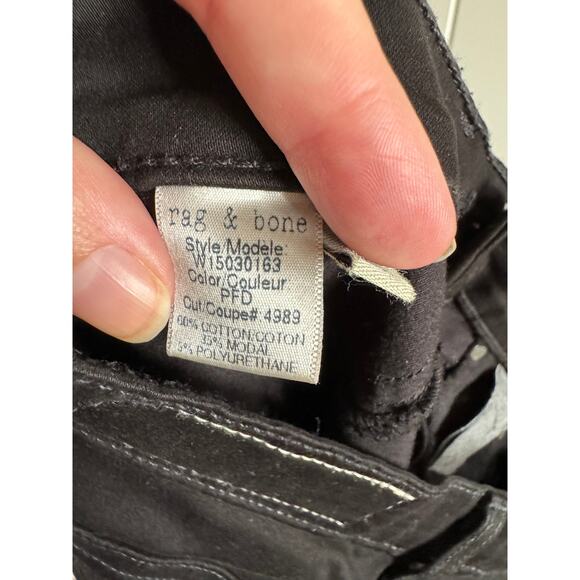 rag & bone
Style/Modele:
W15030163
Color/Couleur
PFD
Cut/Coupe# 4989
60% COTTON/COTON
35% MODAL
5% POLYURETHANE